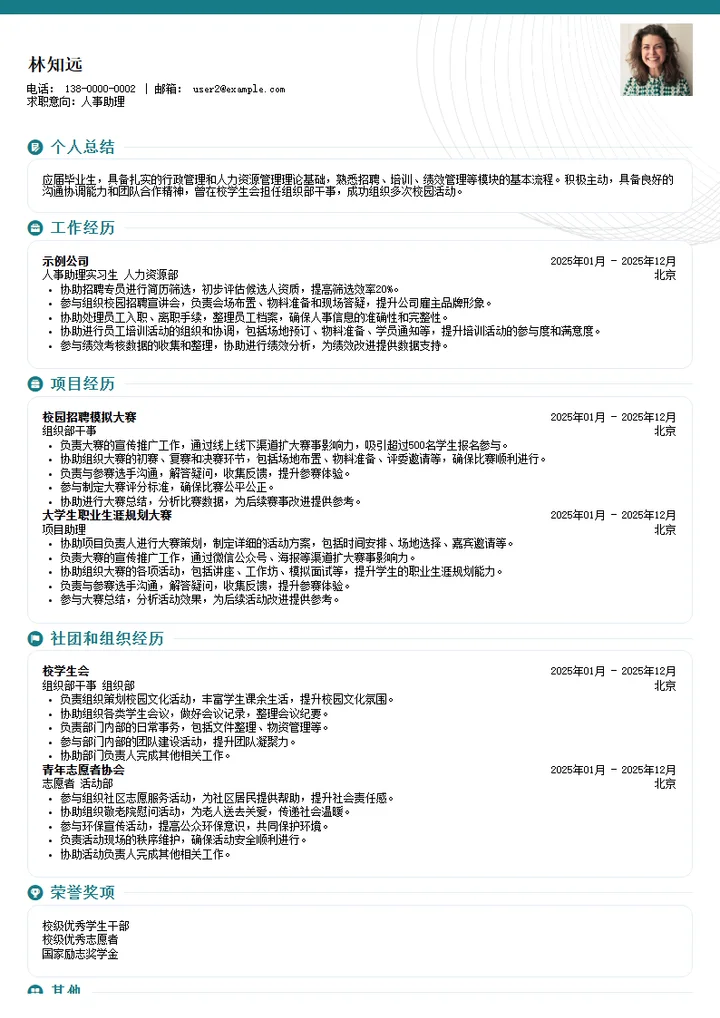 林知远
电话: 138-0000-0002 | 邮箱: user2@example.com
求职意向: 人事助理
个人总结
应届毕业生，具备扎实的行政管理和人力资源管理理论基础，熟悉招聘、培训、绩效管理等模块的基本流程。积极主动，具备良好的
沟通协调能力和团队合作精神，曾在校学生会担任组织部干事，成功组织多次校园活动。
工作经历
示例公司 2025年01月 - 2025年12月
人事助理实习生 人力资源部 北京
• 协助招聘专员进行简历筛选，初步评估候选人资质，提高筛选效率20%。
• 参与组织校园招聘宣讲会，负责会场布置、物料准备和现场答疑，提升公司雇主品牌形象。
• 协助处理员工入职、离职手续，整理员工档案，确保人事信息的准确性和完整性。
• 协助进行员工培训活动的组织和协调，包括场地预订、物料准备、学员通知等，提升培训活动的参与度和满意度。
• 参与绩效考核数据的收集和整理，协助进行绩效分析，为绩效改进提供数据支持。
项目经历
校园招聘模拟大赛 2025年01月 - 2025年12月
组织部干事 北京
• 负责大赛的宣传推广工作，通过线上线下渠道扩大赛事影响力，吸引超过500名学生报名参与。
• 协助组织大赛的初赛、复赛和决赛环节，包括场地布置、物料准备、评委邀请等，确保比赛顺利进行。
• 负责与参赛选手沟通，解答疑问，收集反馈，提升参赛体验。
• 参与制定大赛评分标准，确保比赛公平公正。
• 协助进行大赛总结，分析比赛数据，为后续赛事改进提供参考。
大学生职业生涯规划大赛 2025年01月 - 2025年12月
项目助理 北京
• 协助项目负责人进行大赛策划，制定详细的活动方案，包括时间安排、场地选择、嘉宾邀请等。
• 负责大赛的宣传推广工作，通过微信公众号、海报等渠道扩大赛事影响力。
• 协助组织大赛的各项活动，包括讲座、工作坊、模拟面试等，提升学生的职业生涯规划能力。
• 负责与参赛选手沟通，解答疑问，收集反馈，提升参赛体验。
• 参与大赛总结，分析活动效果，为后续活动改进提供参考。
社团和组织经历
校学生会 2025年01月 - 2025年12月
组织部干事 组织部 北京
• 负责组织策划校园文化活动，丰富学生课余生活，提升校园文化氛围。
• 协助组织各类学生会议，做好会议记录，整理会议纪要。
• 负责部门内部的日常事务，包括文件整理、物资管理等。
• 参与部门内部的团队建设活动，提升团队凝聚力。
• 协助部门负责人完成其他相关工作。
青年志愿者协会 2025年01月 - 2025年12月
志愿者 活动部 北京
• 参与组织社区志愿服务活动，为社区居民提供帮助，提升社会责任感。
• 协助组织敬老院慰问活动，为老人送去关爱，传递社会温暖。
• 参与环保宣传活动，提高公众环保意识，共同保护环境。
• 负责活动现场的秩序维护，确保活动安全顺利进行。
• 协助活动负责人完成其他相关工作。
荣誉奖项
校级优秀学生干部
校级优秀志愿者
国家励志奖学金
其他